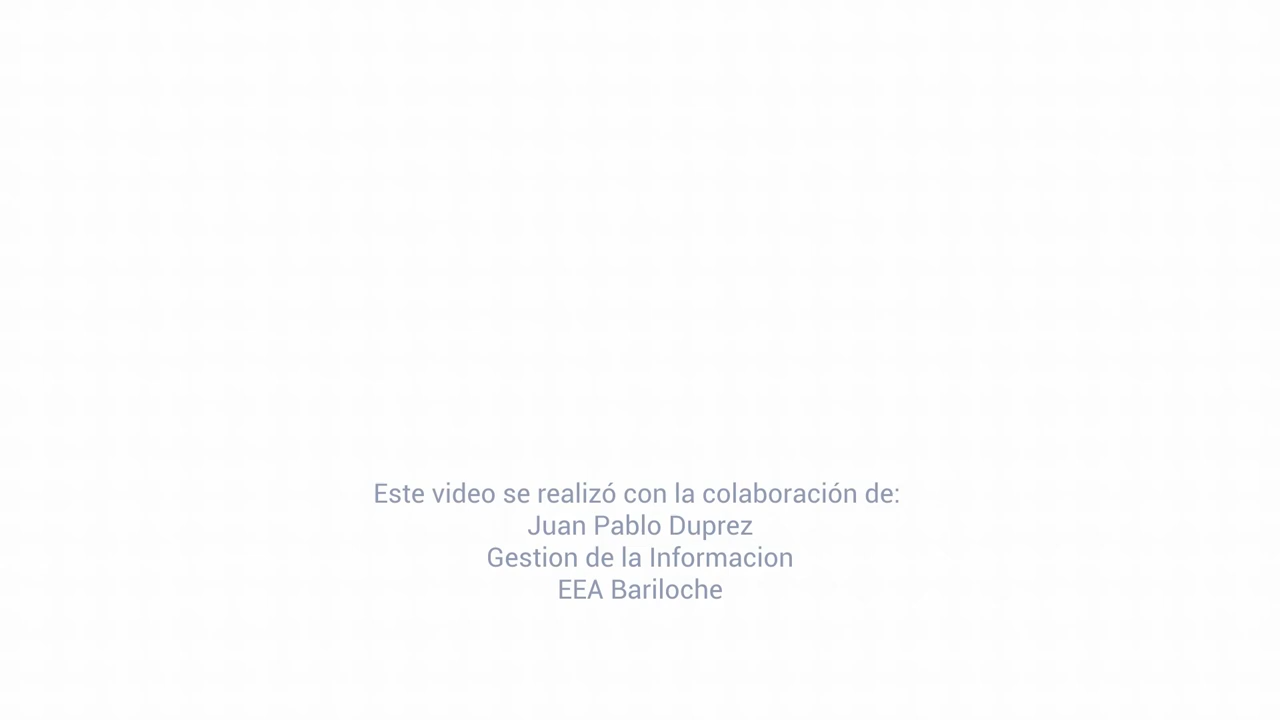 Este video se realizó con la colaboración de:
Juan Pablo Duprez
Gestion de la Informacion
EEA Bariloche